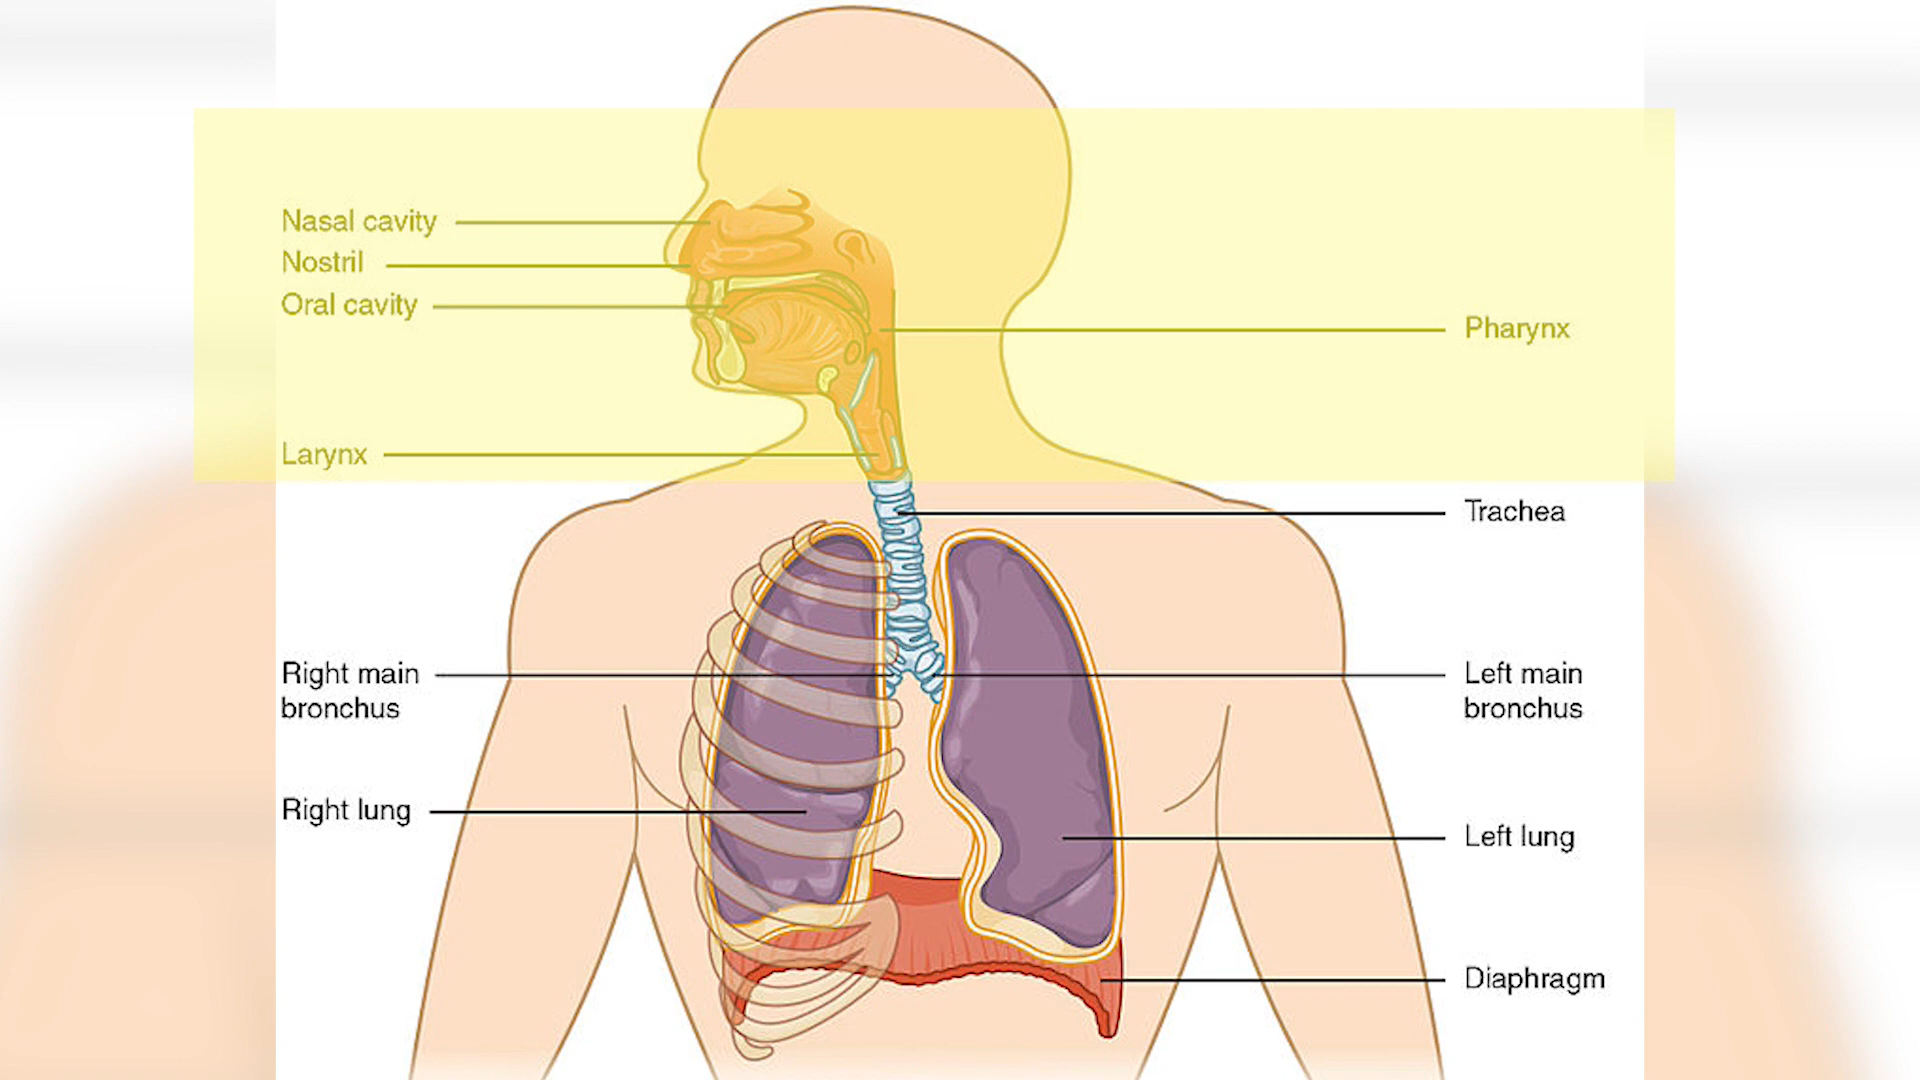 Nasal cavity
Nostril
Oral cavity
Pharynx
Larynx
Trachea
Right main
bronchus
Left main
bronchus
Right lung
Left lung
Diaphragm